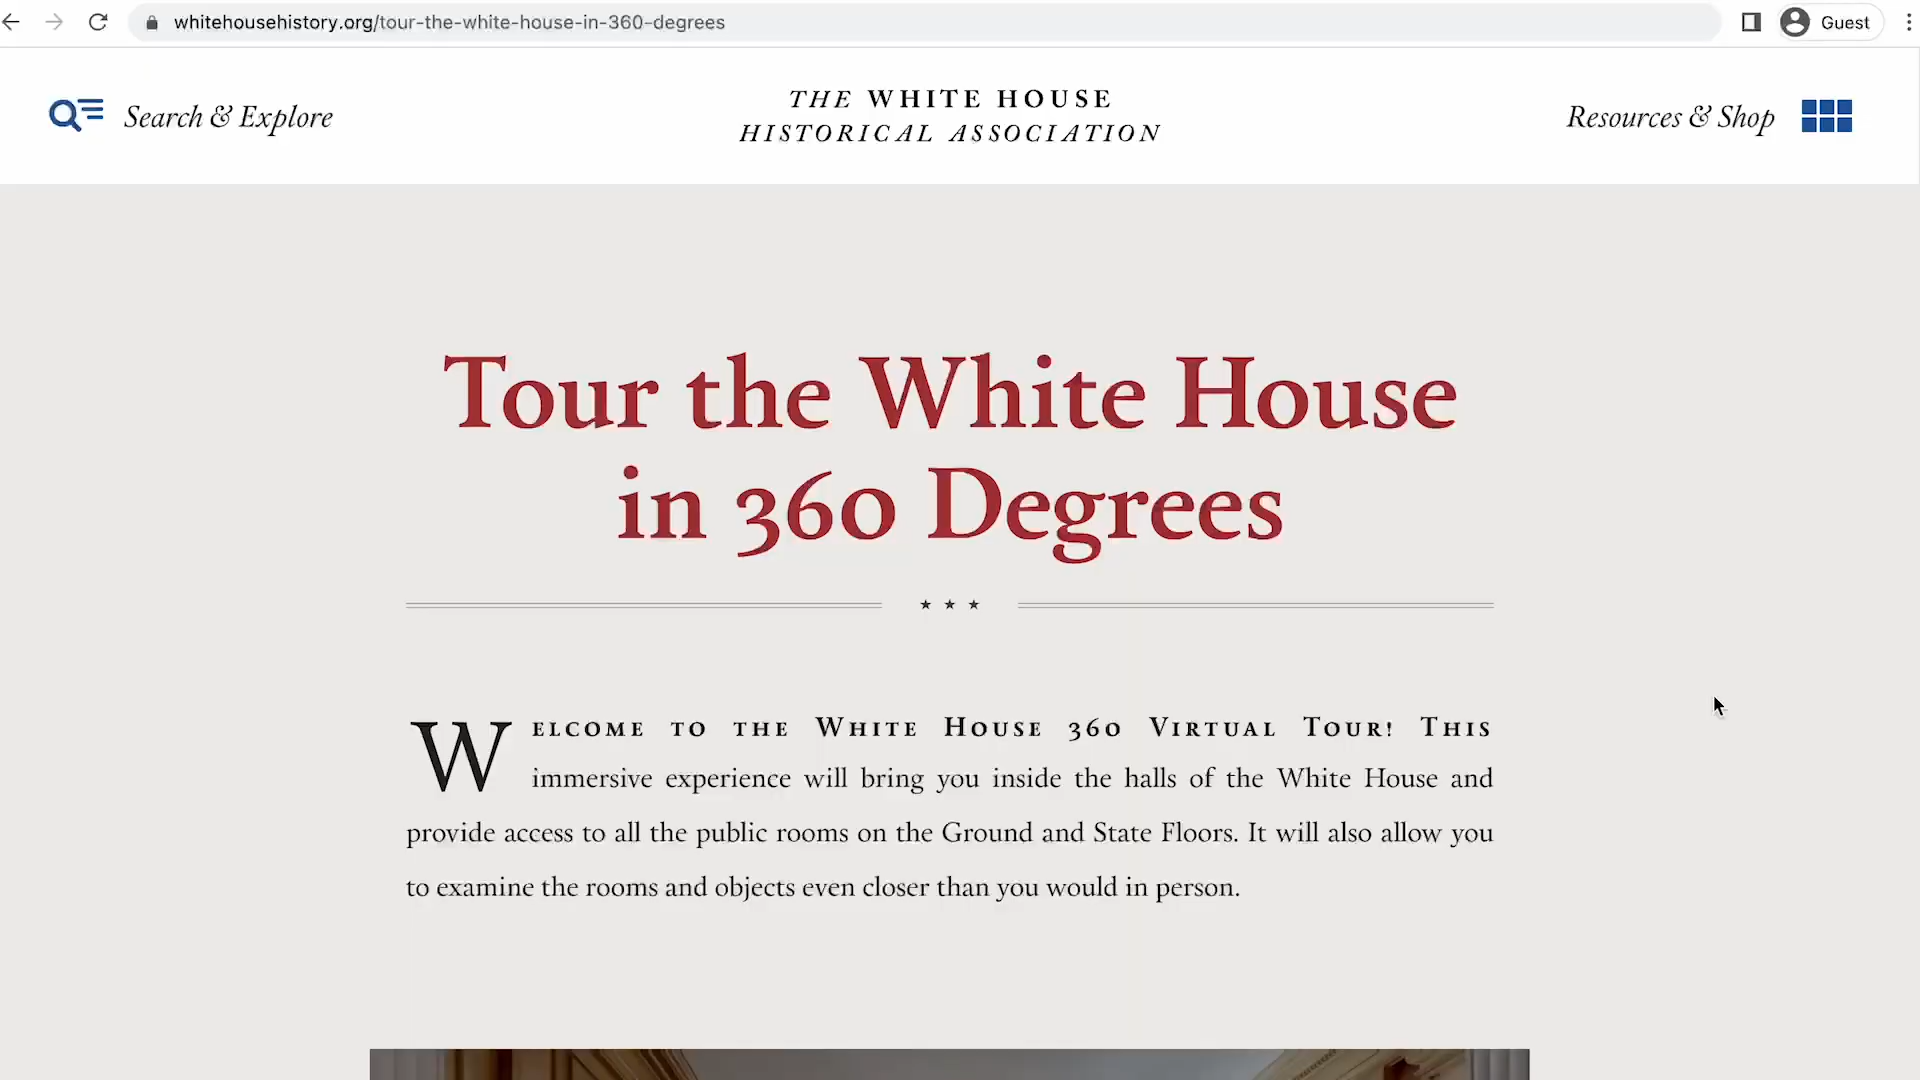 whitehousehistory.org/tour-the-white-house-in-360-degrees
Guest
Search & Explore
THE WHITE HOUSE
HISTORICAL ASSOCIATION
Resources & Shop
Tour the White House
in 360 Degrees
WELCOME TO THE WHITE HOUSE 360 VIRTUAL TOUR! THIS
immersive experience will bring you inside the halls of the White House and
provide access to all the public rooms on the Ground and State Floors. It will also allow you
to examine the rooms and objects even closer than you would in person.